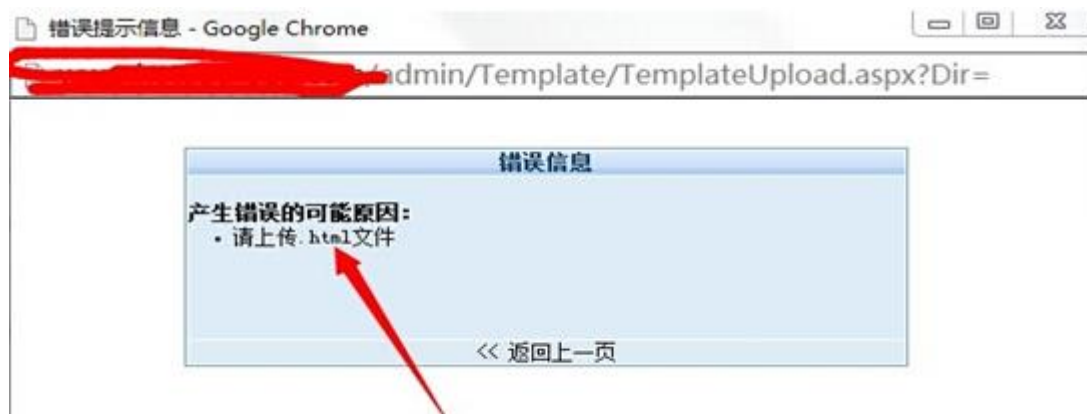 错误提示信息 - Google Chrome
/admin/Template/TemplateUpload.aspx?Dir=
错误信息
产生错误的可能原因：
• 请上传.html文件
<< 返回上一页